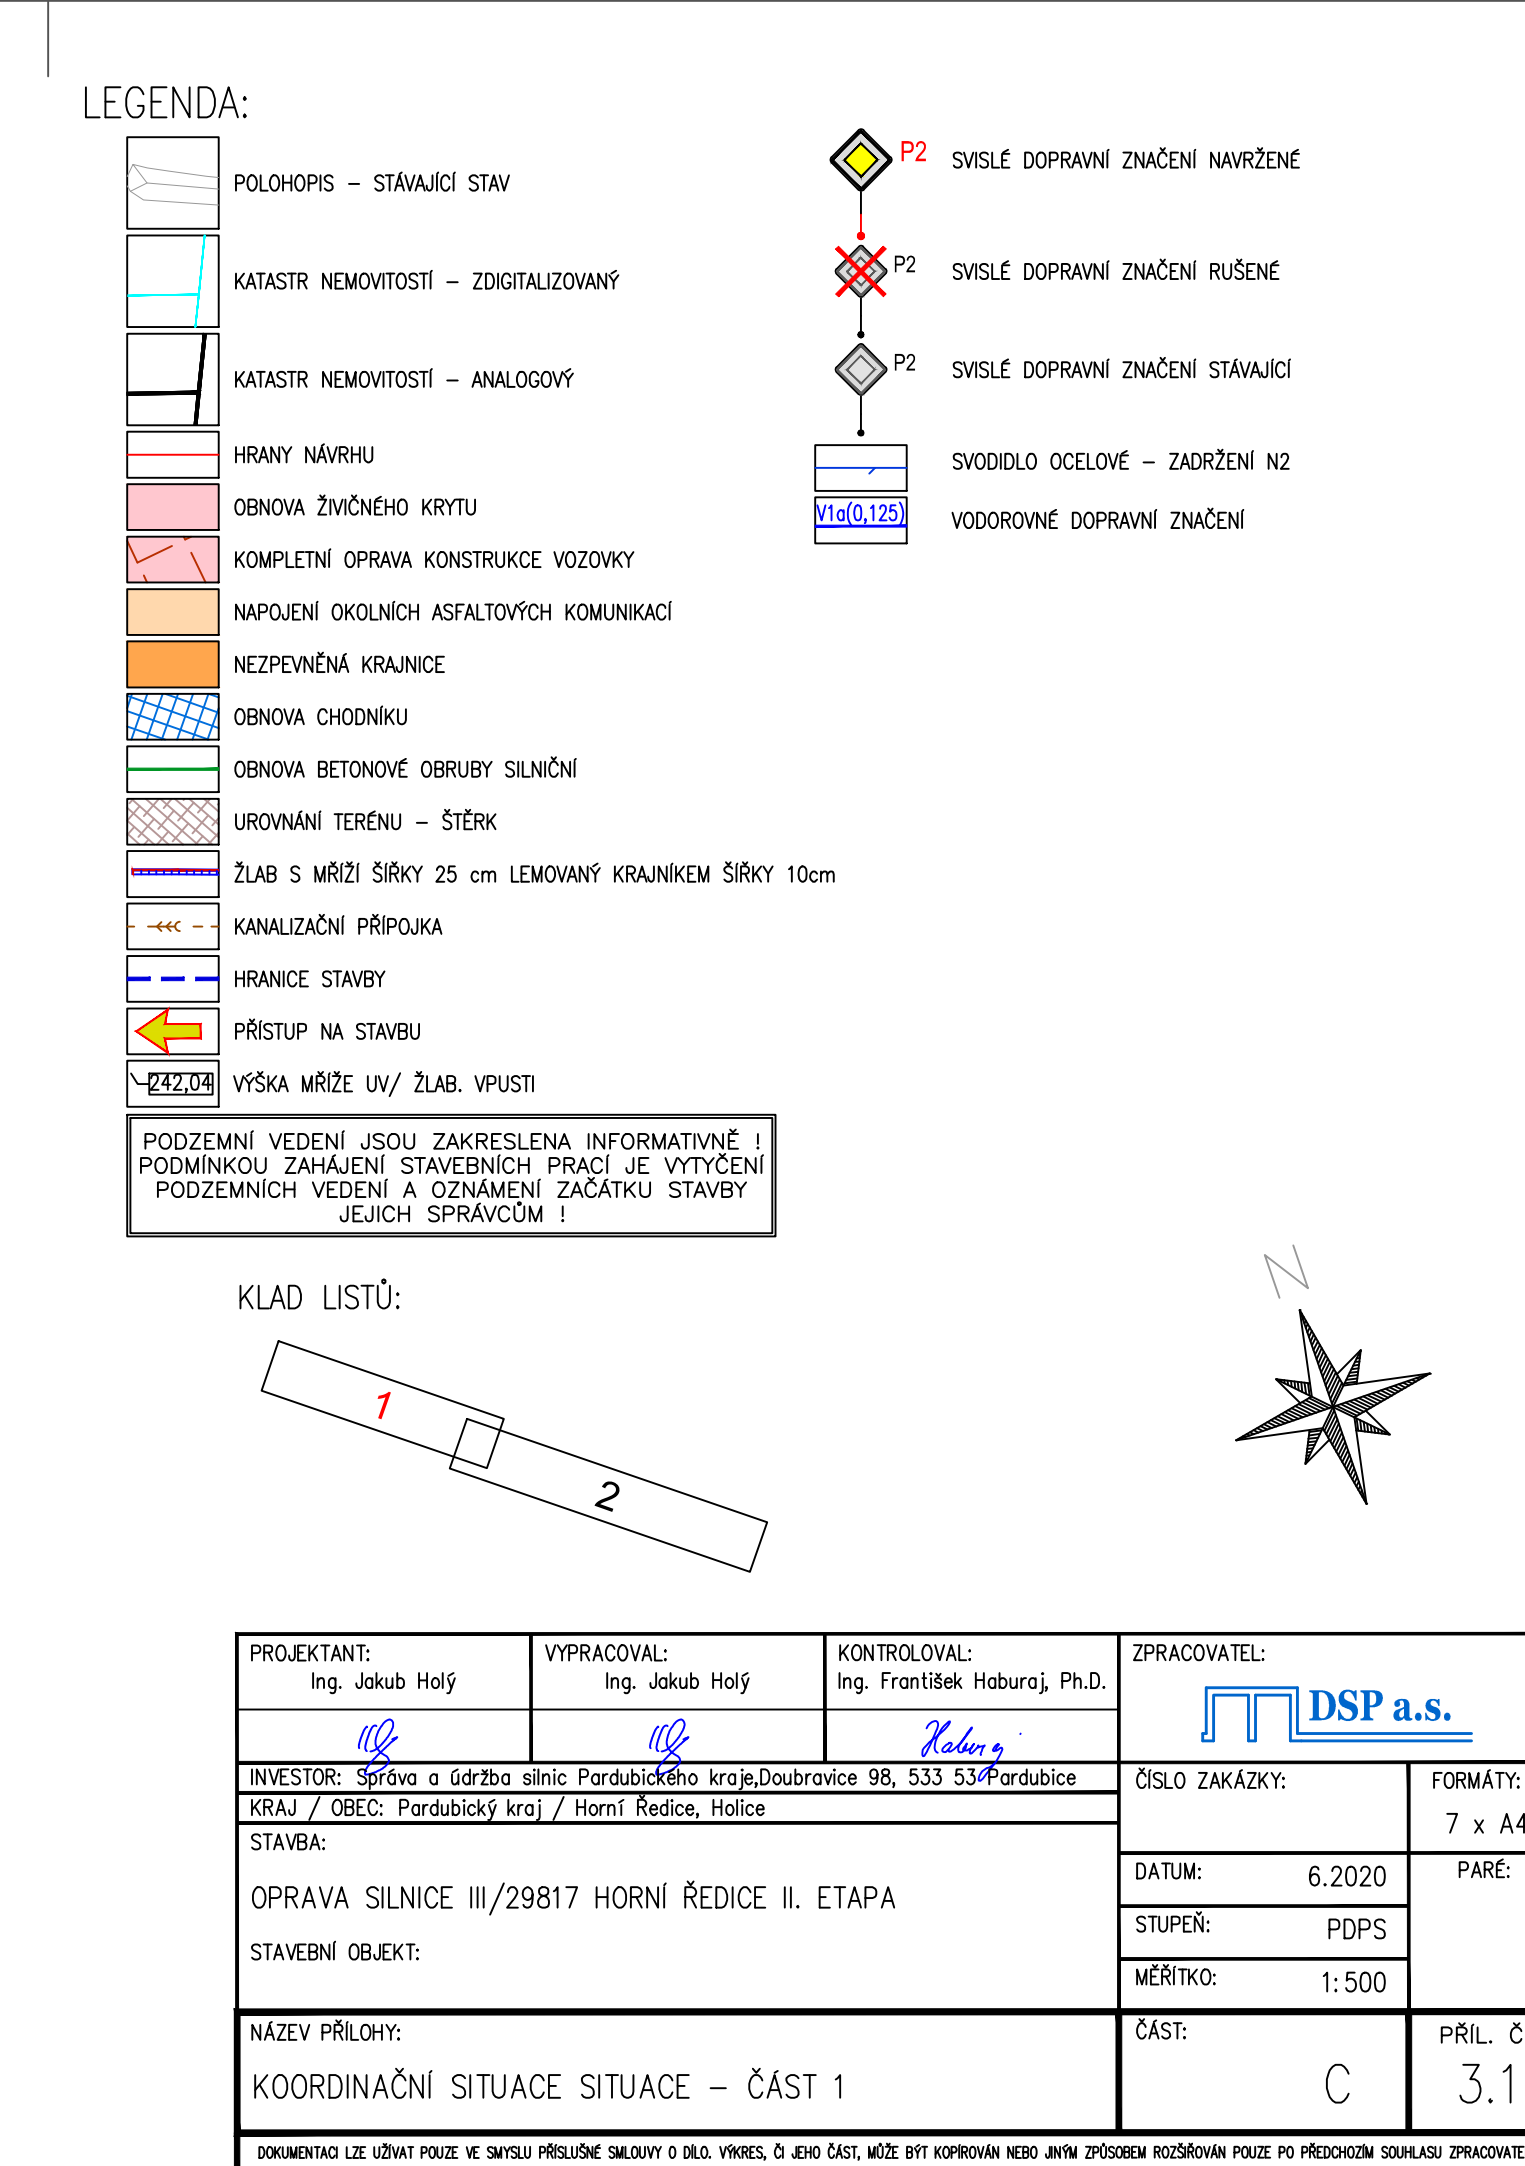 LEGENDA:
POLOHOPIS – STÁVAJÍCÍ STAV
KATASTR NEMOVITOSTÍ – ZDIGITALIZOVANÝ
KATASTR NEMOVITOSTÍ – ANALOGOVÝ
HRANY NÁVRHU
OBNOVA ŽIVIČNÉHO KRYTU
KOMPLETNÍ OPRAVA KONSTRUKCE VOZOVKY
NAPOJENÍ OKOLNÍCH ASFALTOVÝCH KOMUNIKACÍ
NEZPEVNĚNÁ KRAJNICE
OBNOVA CHODNÍKU
OBNOVA BETONOVÉ OBRUBY SILNIČNÍ
UROVNÁNÍ TERÉNU – ŠTĚRK
ŽLAB S MŘÍŽÍ ŠÍŘKY 25 cm LEMOVANÝ KRAJNÍKEM ŠÍŘKY 10cm
KANALIZAČNÍ PŘÍPOJKA
HRANICE STAVBY
PŘÍSTUP NA STAVBU
242,04 VÝŠKA MŘÍŽE UV/ ŽLAB. VPUSTI
P2 SVISLÉ DOPRAVNÍ ZNAČENÍ NAVRŽENÉ
P2 SVISLÉ DOPRAVNÍ ZNAČENÍ RUŠENÉ
P2 SVISLÉ DOPRAVNÍ ZNAČENÍ STÁVAJÍCÍ
SVODIDLO OCELOVÉ – ZADRŽENÍ N2
V1a(0,125) VODOROVNÉ DOPRAVNÍ ZNAČENÍ
PODZEMNÍ VEDENÍ JSOU ZAKRESLENA INFORMATIVNĚ !
PODMÍNKOU ZAHÁJENÍ STAVEBNÍCH PRACÍ JE VYTYČENÍ
PODZEMNÍCH VEDENÍ A OZNÁMENÍ ZAČÁTKU STAVBY
JEJICH SPRÁVCŮM !
N
KLAD LISTŮ:
1
2
PROJEKTANT:
Ing. Jakub Holý
VYPRACOVAL:
Ing. Jakub Holý
KONTROLOVAL:
Ing. František Haburaj, Ph.D.
Haburaj
ZPRACOVATEL:
DSP a.s.
INVESTOR: Správa a údržba silnic Pardubického kraje,Doubravice 98, 533 53 Pardubice
KRAJ / OBEC: Pardubický kraj / Horní Ředice, Holice
STAVBA:
OPRAVA SILNICE III/29817 HORNÍ ŘEDICE II. ETAPA
STAVEBNÍ OBJEKT:
ČÍSLO ZAKÁZKY:
FORMÁTY:
7 x A4
DATUM: 6.2020
PARÉ:
STUPEŇ: PDPS
MĚŘÍTKO: 1:500
NÁZEV PŘÍLOHY:
KOORDINAČNÍ SITUACE SITUACE – ČÁST 1
ČÁST:
C
PŘÍL. Č
3.1
DOKUMENTACI LZE UŽÍVAT POUZE VE SMYSLU PŘÍSLUŠNÉ SMLOUVY O DÍLO. VÝKRES, ČI JEHO ČÁST, MŮŽE BÝT KOPÍROVÁN NEBO JINÝM ZPŮSOBEM ROZŠIŘOVÁN POUZE PO PŘEDCHOZÍM SOUHLASU ZPRACOVATE